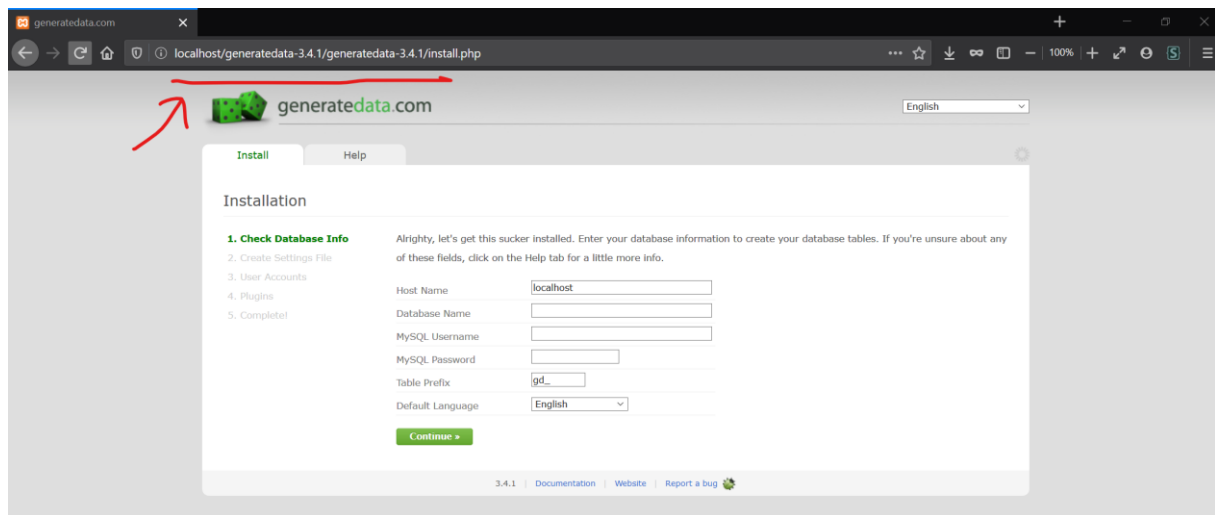 generatedata.com
localhost/generatedata-3.4.1/generatedata-3.4.1/install.php
100%
generatedata.com
English
Install Help
Installation
1. Check Database Info
2. Create Settings File
3. User Accounts
4. Plugins
5. Complete!
Alrighty, let's get this sucker installed. Enter your database information to create your database tables. If you're unsure about any
of these fields, click on the Help tab for a little more info.
Host Name localhost
Database Name
MySQL Username
MySQL Password
Table Prefix gd_
Default Language English
Continue »
3.4.1 | Documentation | Website | Report a bug